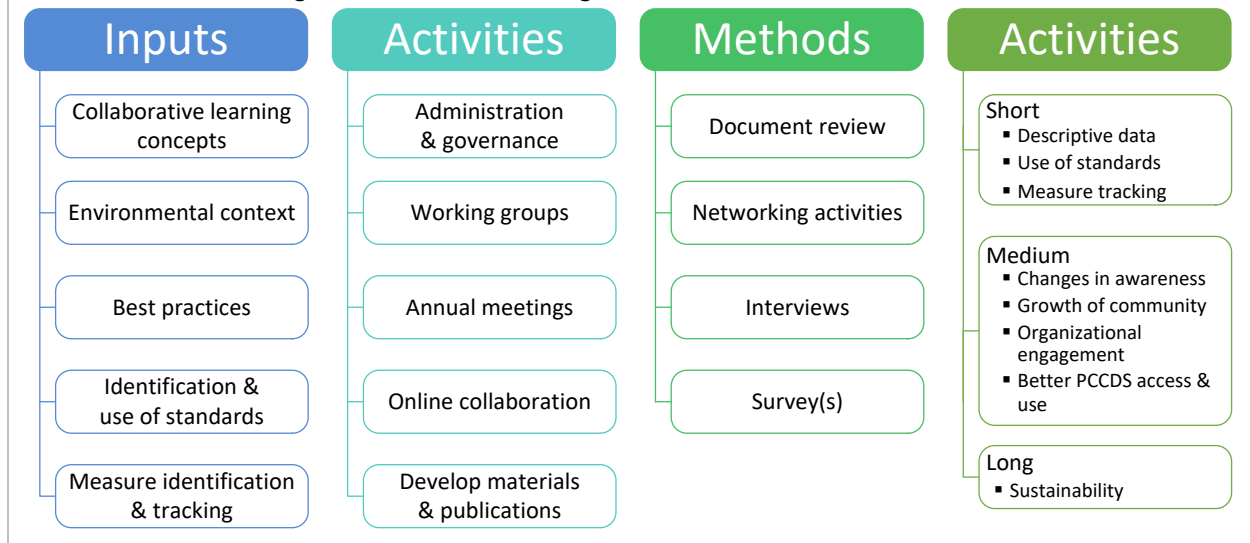 Inputs
Collaborative learning
concepts
Environmental context
Best practices
Identification &
use of standards
Measure identification
& tracking
Activities
Administration
& governance
Working groups
Annual meetings
Online collaboration
Develop materials
& publications
Methods
Document review
Networking activities
Interviews
Survey(s)
Activities
Short
▪ Descriptive data
▪ Use of standards
▪ Measure tracking
Medium
▪ Changes in awareness
▪ Growth of community
▪ Organizational
engagement
▪ Better PCCDS access &
use
Long
▪ Sustainability